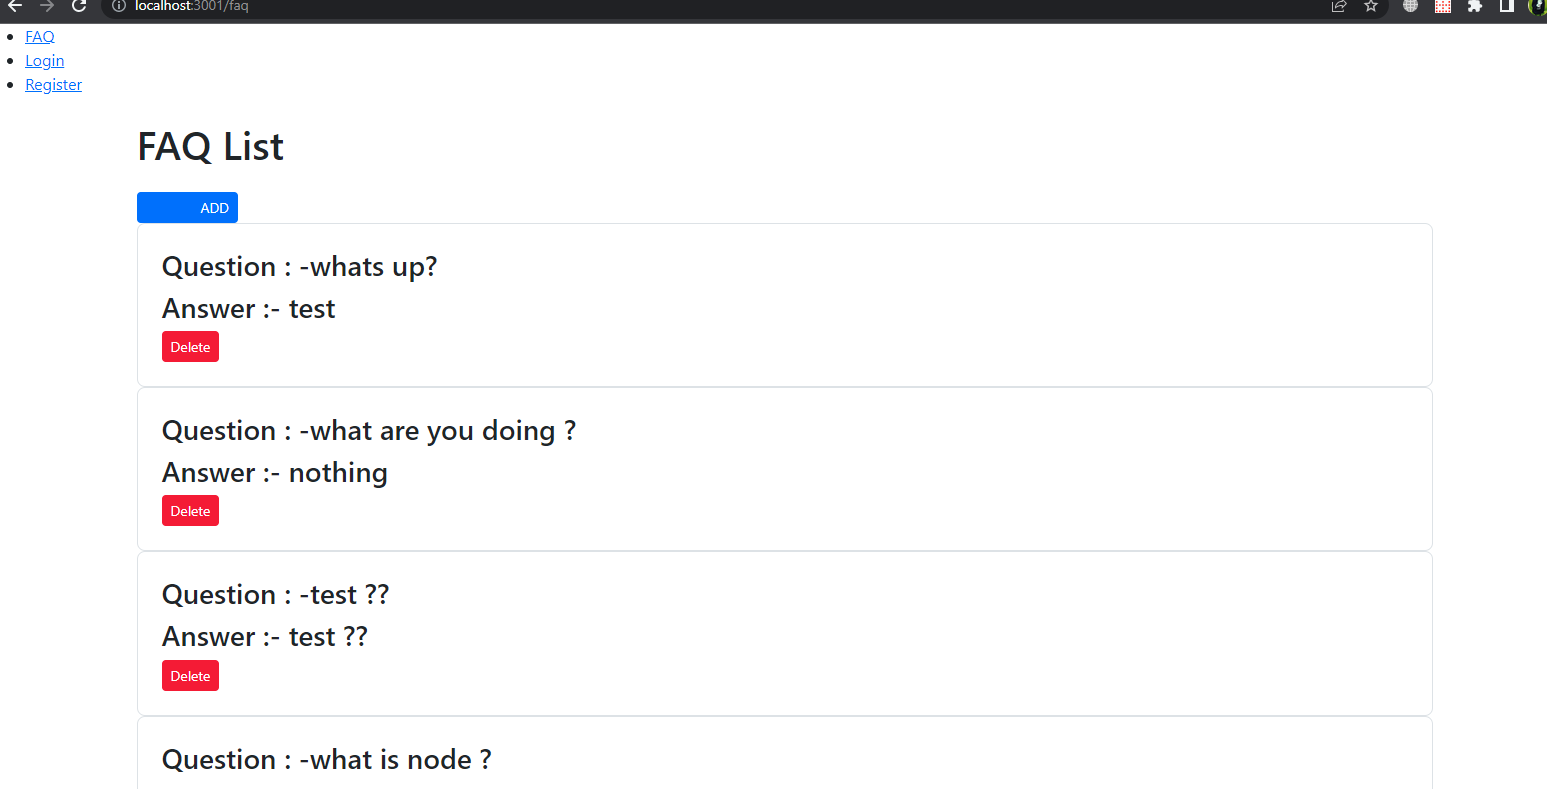 localhost:3001/faq
FAQ
Login
Register
FAQ List
ADD
Question : -whats up?
Answer :- test
Delete
Question : -what are you doing ?
Answer :- nothing
Delete
Question : -test ??
Answer :- test ??
Delete
Question : -what is node ?